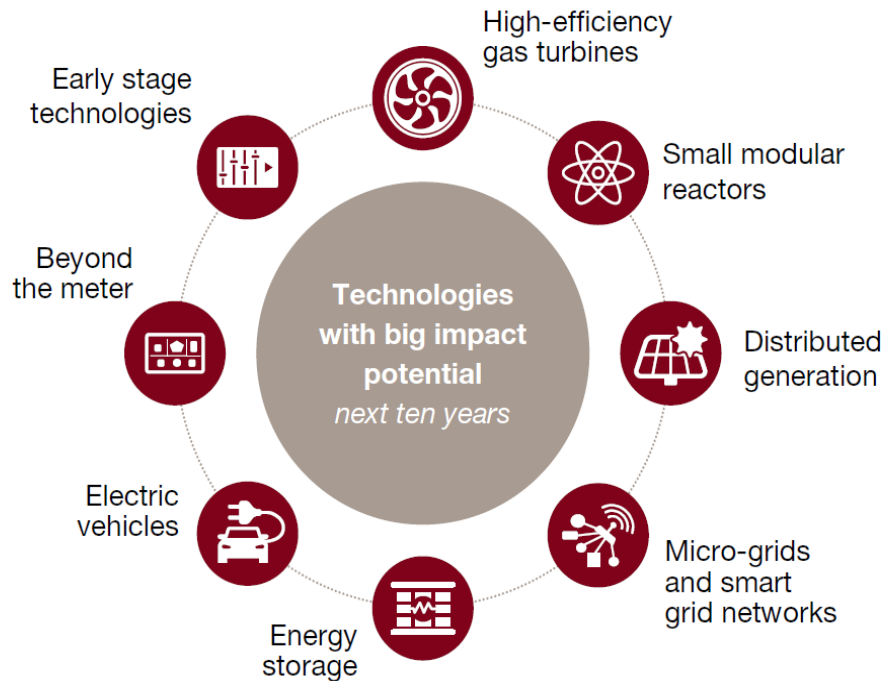 High-efficiency
gas turbines
Early stage
technologies
Small modular
reactors
Beyond
the meter
Technologies
with big impact
potential
next ten years
Distributed
generation
Electric
vehicles
Micro-grids
and smart
grid networks
Energy
storage